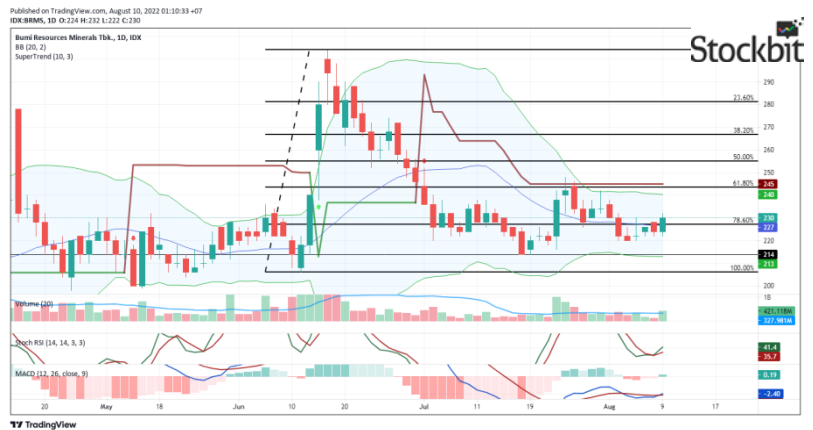 Published on TradingView.com, August 10, 2022 01:10:33 +07
IDX:BRMS, 1D O:224 H:232 L:222 C:230
Stockbit
Bumi Resources Minerals Tbk., 1D, IDX
BB (20, 2)
SuperTrend (10, 3)
290
23.60%
280
270
38.20%
260
50.00%
250
61.80%
245
240
230
78.60%
227
220
214
213
100.00%
200
Volume (20)
1B
421.118M
327.981M
Stoch RSI (14, 14, 3, 3)
41.4
35.7
MACD (12, 26, close, 9)
0.19
-2.40
20 May 17 Jun 10 20 Jul 11 19 Aug 9 17
TradingView